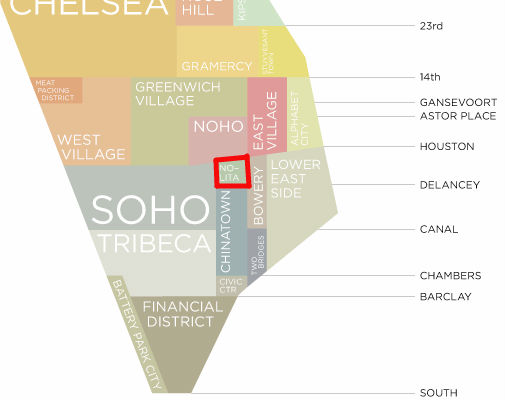 CHELSEA
HILL
KIPS
23rd
GRAMERCY
STUYVESANT
TOWN
14th
MEAT
PACKING
DISTRICT
GREENWICH
VILLAGE
WEST
VILLAGE
NOHO
EAST
VILLAGE
ALPHABET
CITY
GANSEVOORT
ASTOR PLACE
HOUSTON
NO-
LITA
BOWERY
LOWER
EAST
SIDE
DELANCEY
SOHO
CHINATOWN
CANAL
TRIBECA
TWO
BRIDGES
CHAMBERS
CIVIC
CTR
BARCLAY
BATTERY PARK CITY
FINANCIAL
DISTRICT
SOUTH